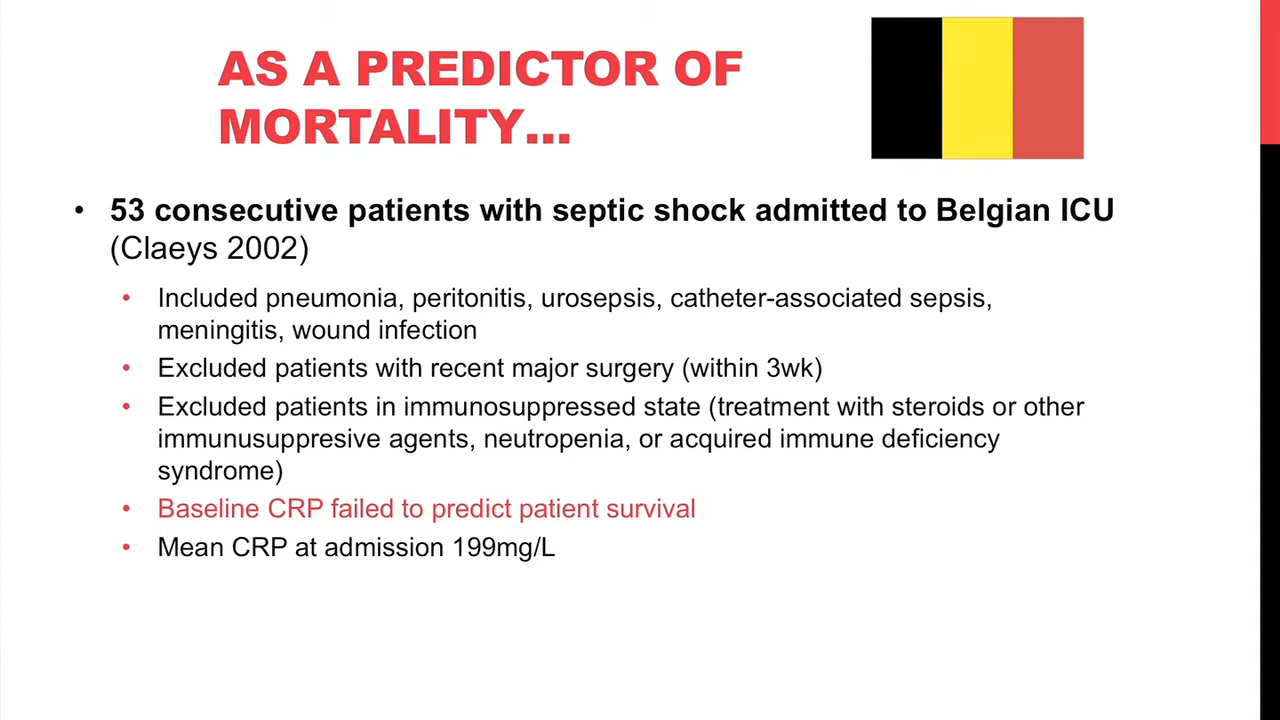 AS A PREDICTOR OF
MORTALITY...
• 53 consecutive patients with septic shock admitted to Belgian ICU
(Claeys 2002)
• Included pneumonia, peritonitis, urosepsis, catheter-associated sepsis,
meningitis, wound infection
• Excluded patients with recent major surgery (within 3wk)
• Excluded patients in immunosuppressed state (treatment with steroids or other
immunusuppresive agents, neutropenia, or acquired immune deficiency
syndrome)
• Baseline CRP failed to predict patient survival
• Mean CRP at admission 199mg/L